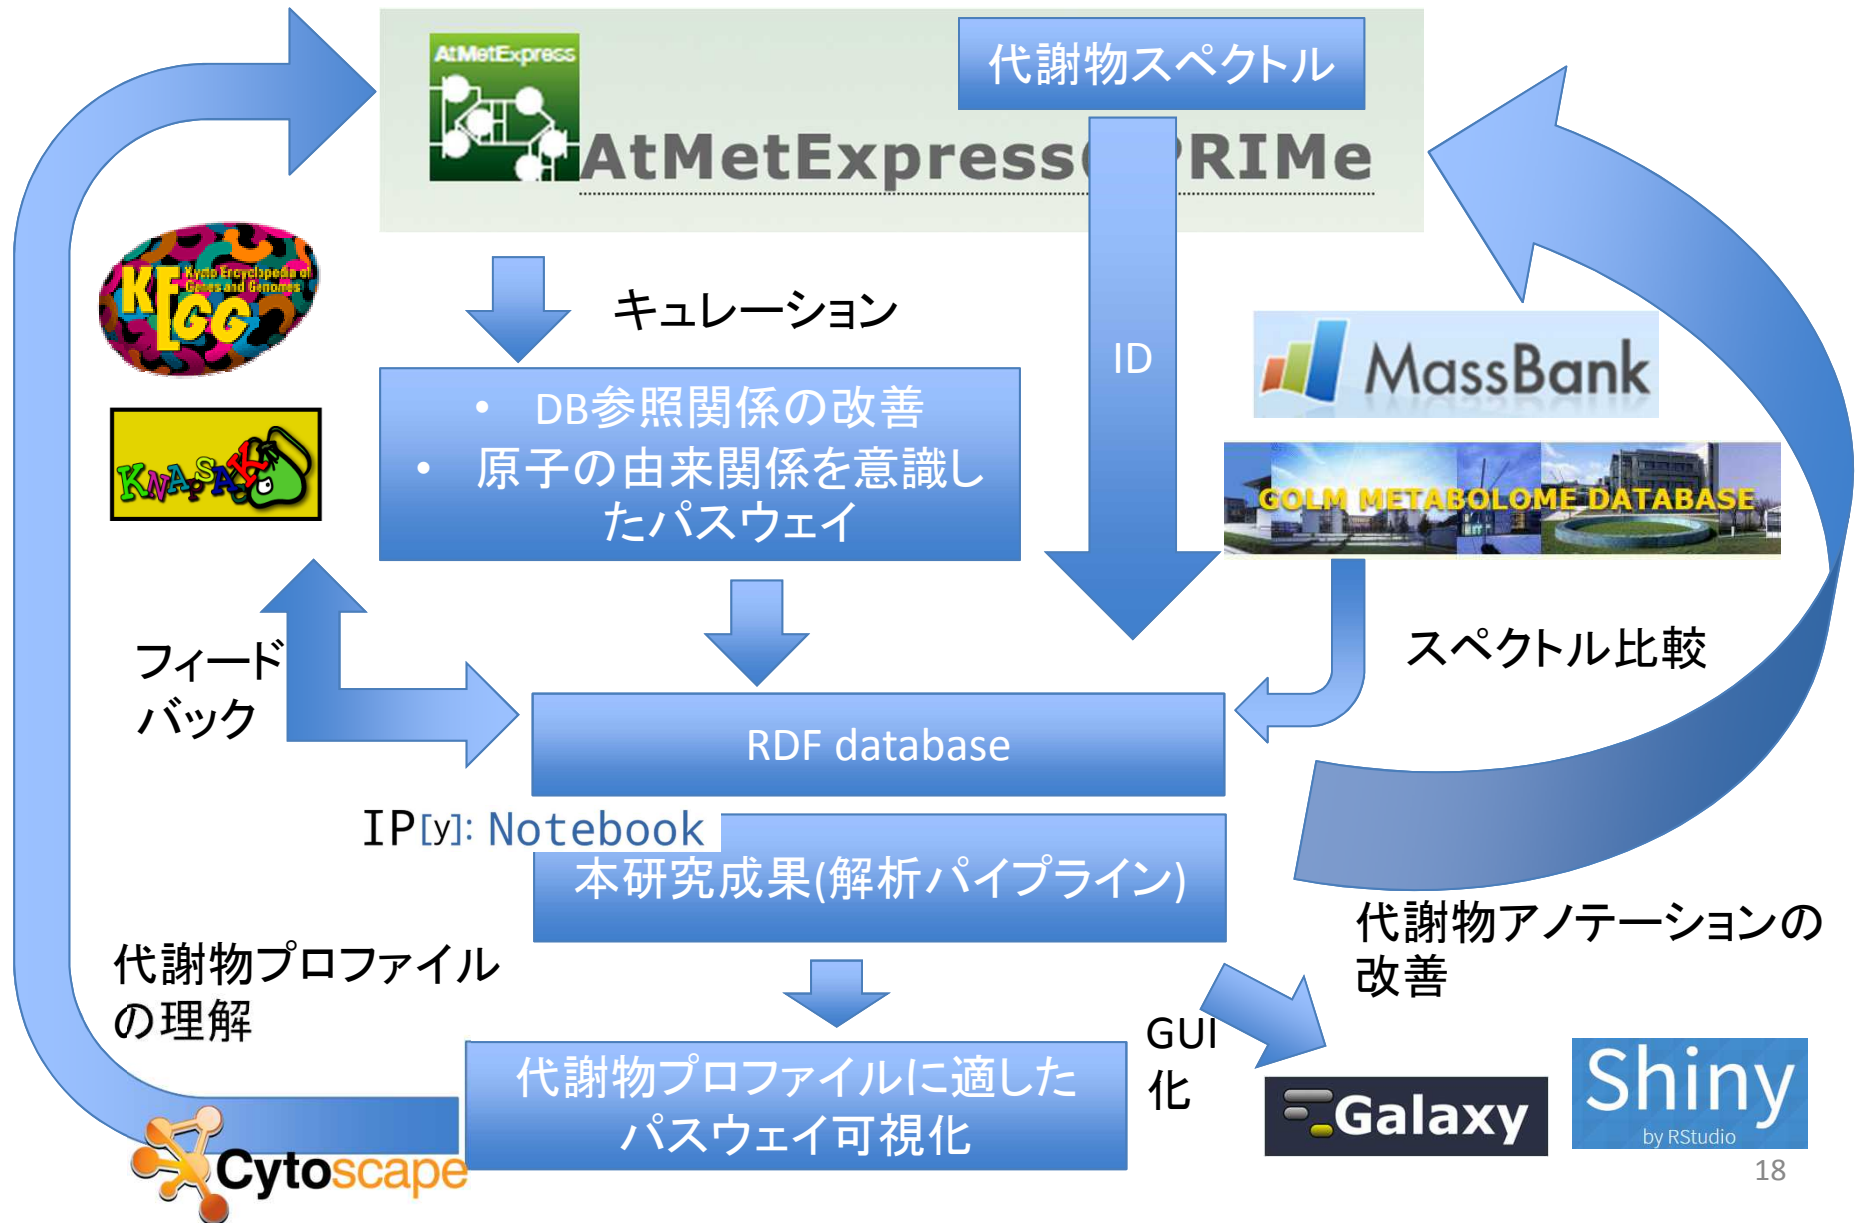 AtMetExpress
代謝物スペクトル
AtMetExpress PRIMe
KEGG
Kyoto Encyclopedia of
Genes and Genomes
キュレーション
ID
MassBank
• DB参照関係の改善
• 原子の由来関係を意識し
たパスウェイ
KNAPSACK
GOLM METABOLOME DATABASE
フィード
バック
スペクトル比較
RDF database
IP[y]: Notebook
本研究成果(解析パイプライン)
代謝物アノテーションの
改善
代謝物プロファイル
の理解
GUI
化
代謝物プロファイルに適した
パスウェイ可視化
Galaxy
Shiny
by RStudio
Cytoscape
18